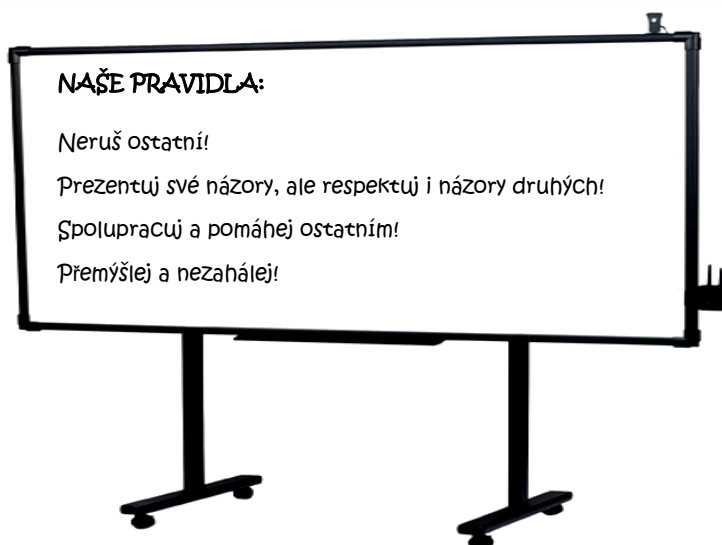 NAŠE PRAVIDLA:
Neruš ostatní!
Prezentuj své názory, ale respektuj i názory druhých!
Spolupracuj a pomáhej ostatním!
Přemýšlej a nezahálej!